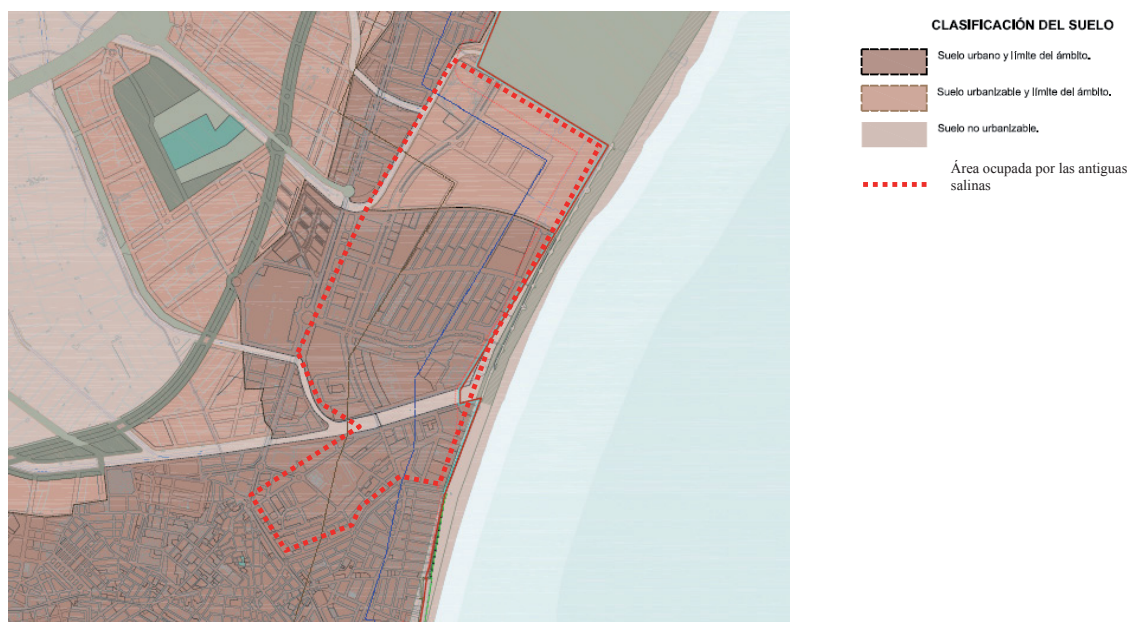 CLASIFICACIÓN DEL SUELO
Suelo urbano y límite del ámbito.
Suelo urbanizable y límite del ámbito.
Suelo no urbanizable.
Área ocupada por las antiguas
salinas